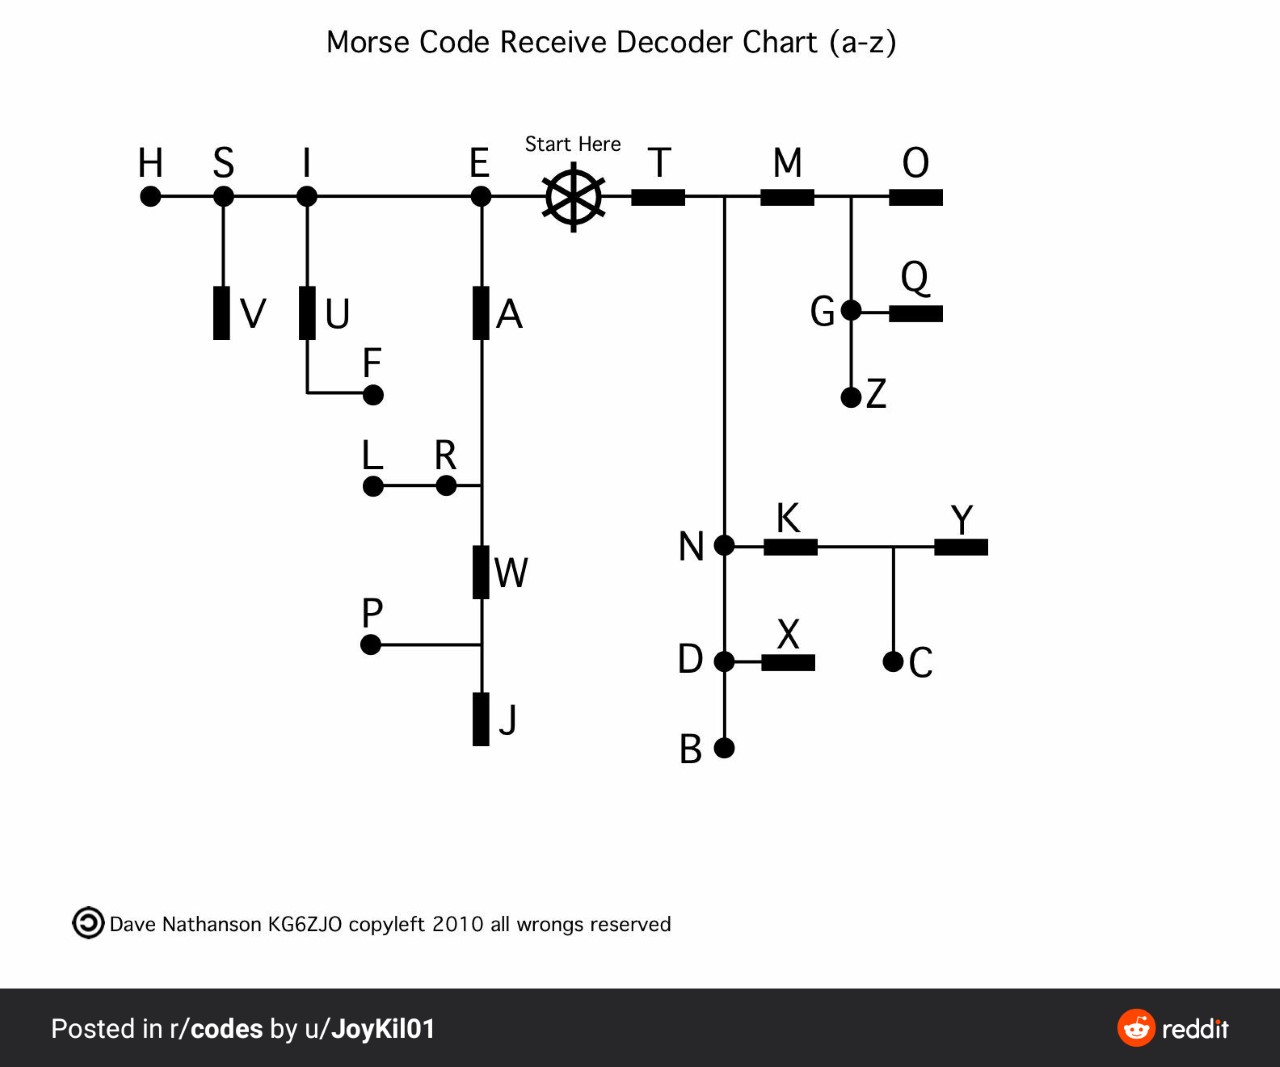 Morse Code Receive Decoder Chart (a-z)
Start Here
H S I E T M O
Q
V U A G
F Z
L R
K Y
N
W
P X
D C
J
B
Dave Nathanson KG6ZJO copyleft 2010 all wrongs reserved
Posted in r/codes by u/JoyKil01
reddit